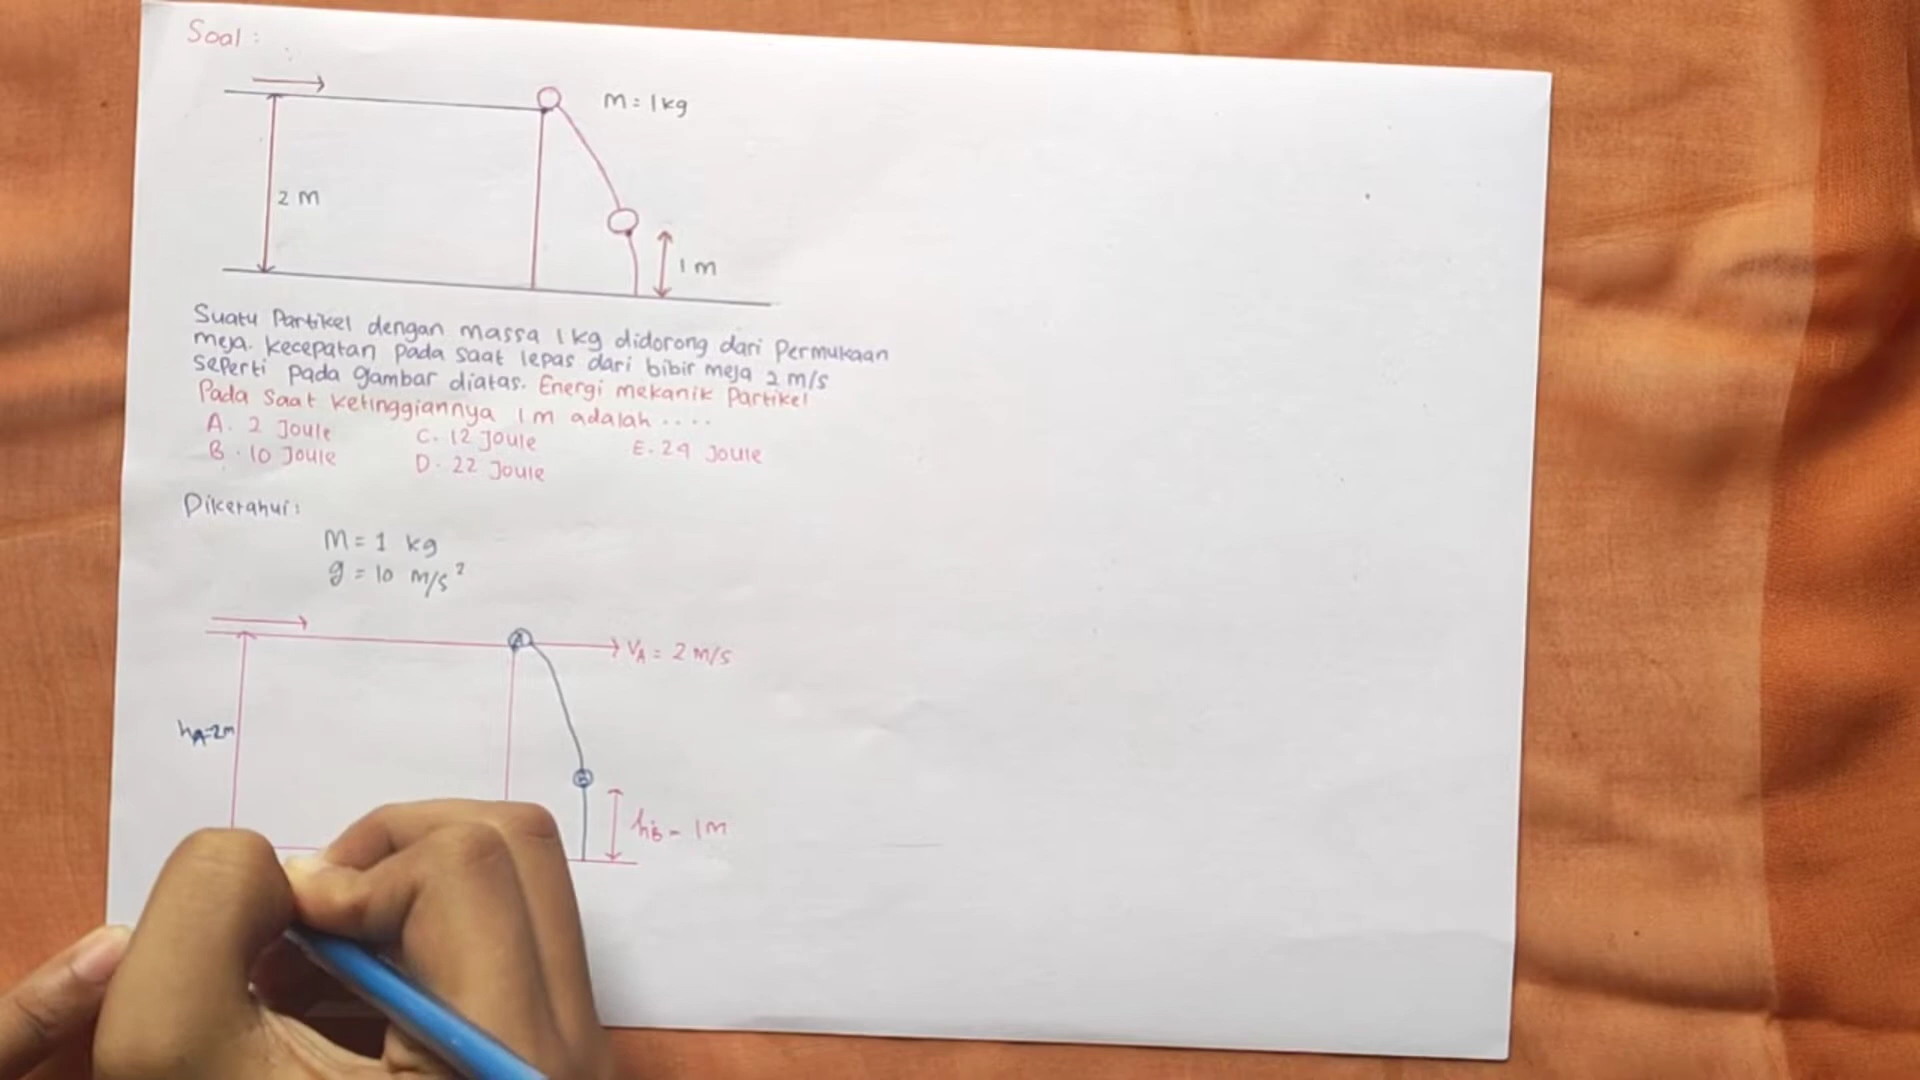 Soal :
m = 1 kg
2 m
1 m
Suatu Partikel dengan massa 1 kg didorong dari Permukaan
meja. kecepatan pada saat lepas dari bibir meja 2 m/s
seperti pada gambar diatas. Energi mekanik Partikel
Pada saat ketinggiannya 1 m adalah ....
A. 2 Joule C. 12 Joule E. 24 Joule
B. 10 Joule D. 22 Joule
Diketahui :
m = 1 kg
g = 10 m/s²
A
VA = 2 m/s
hA=2m
B
hB = 1m